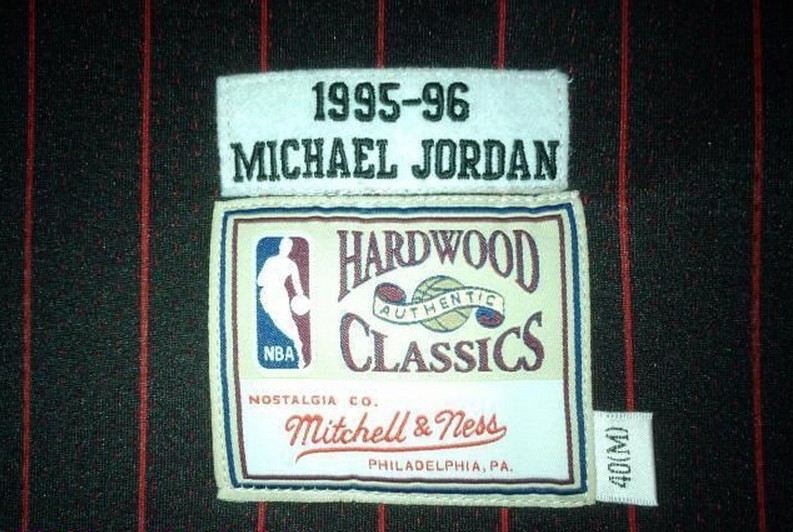 1995-96
MICHAEL JORDAN
NBA
HARDWOOD
AUTHENTIC
CLASSICS
NOSTALGIA CO.
Mitchell & Ness
PHILADELPHIA, PA.
40(M)